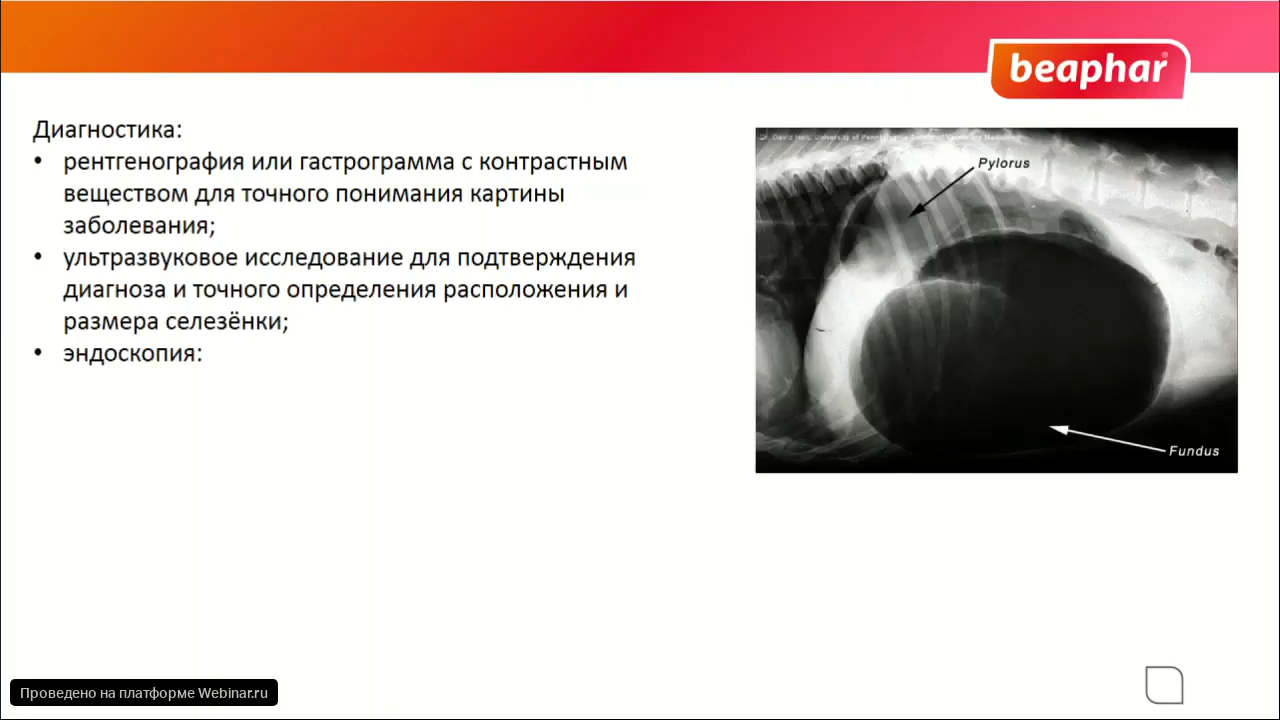 beaphar®
Диагностика:
• рентгенография или гастрограмма с контрастным
веществом для точного понимания картины
заболевания;
• ультразвуковое исследование для подтверждения
диагноза и точного определения расположения и
размера селезёнки;
• эндоскопия:
Pylorus
Fundus
Проведено на платформе Webinar.ru